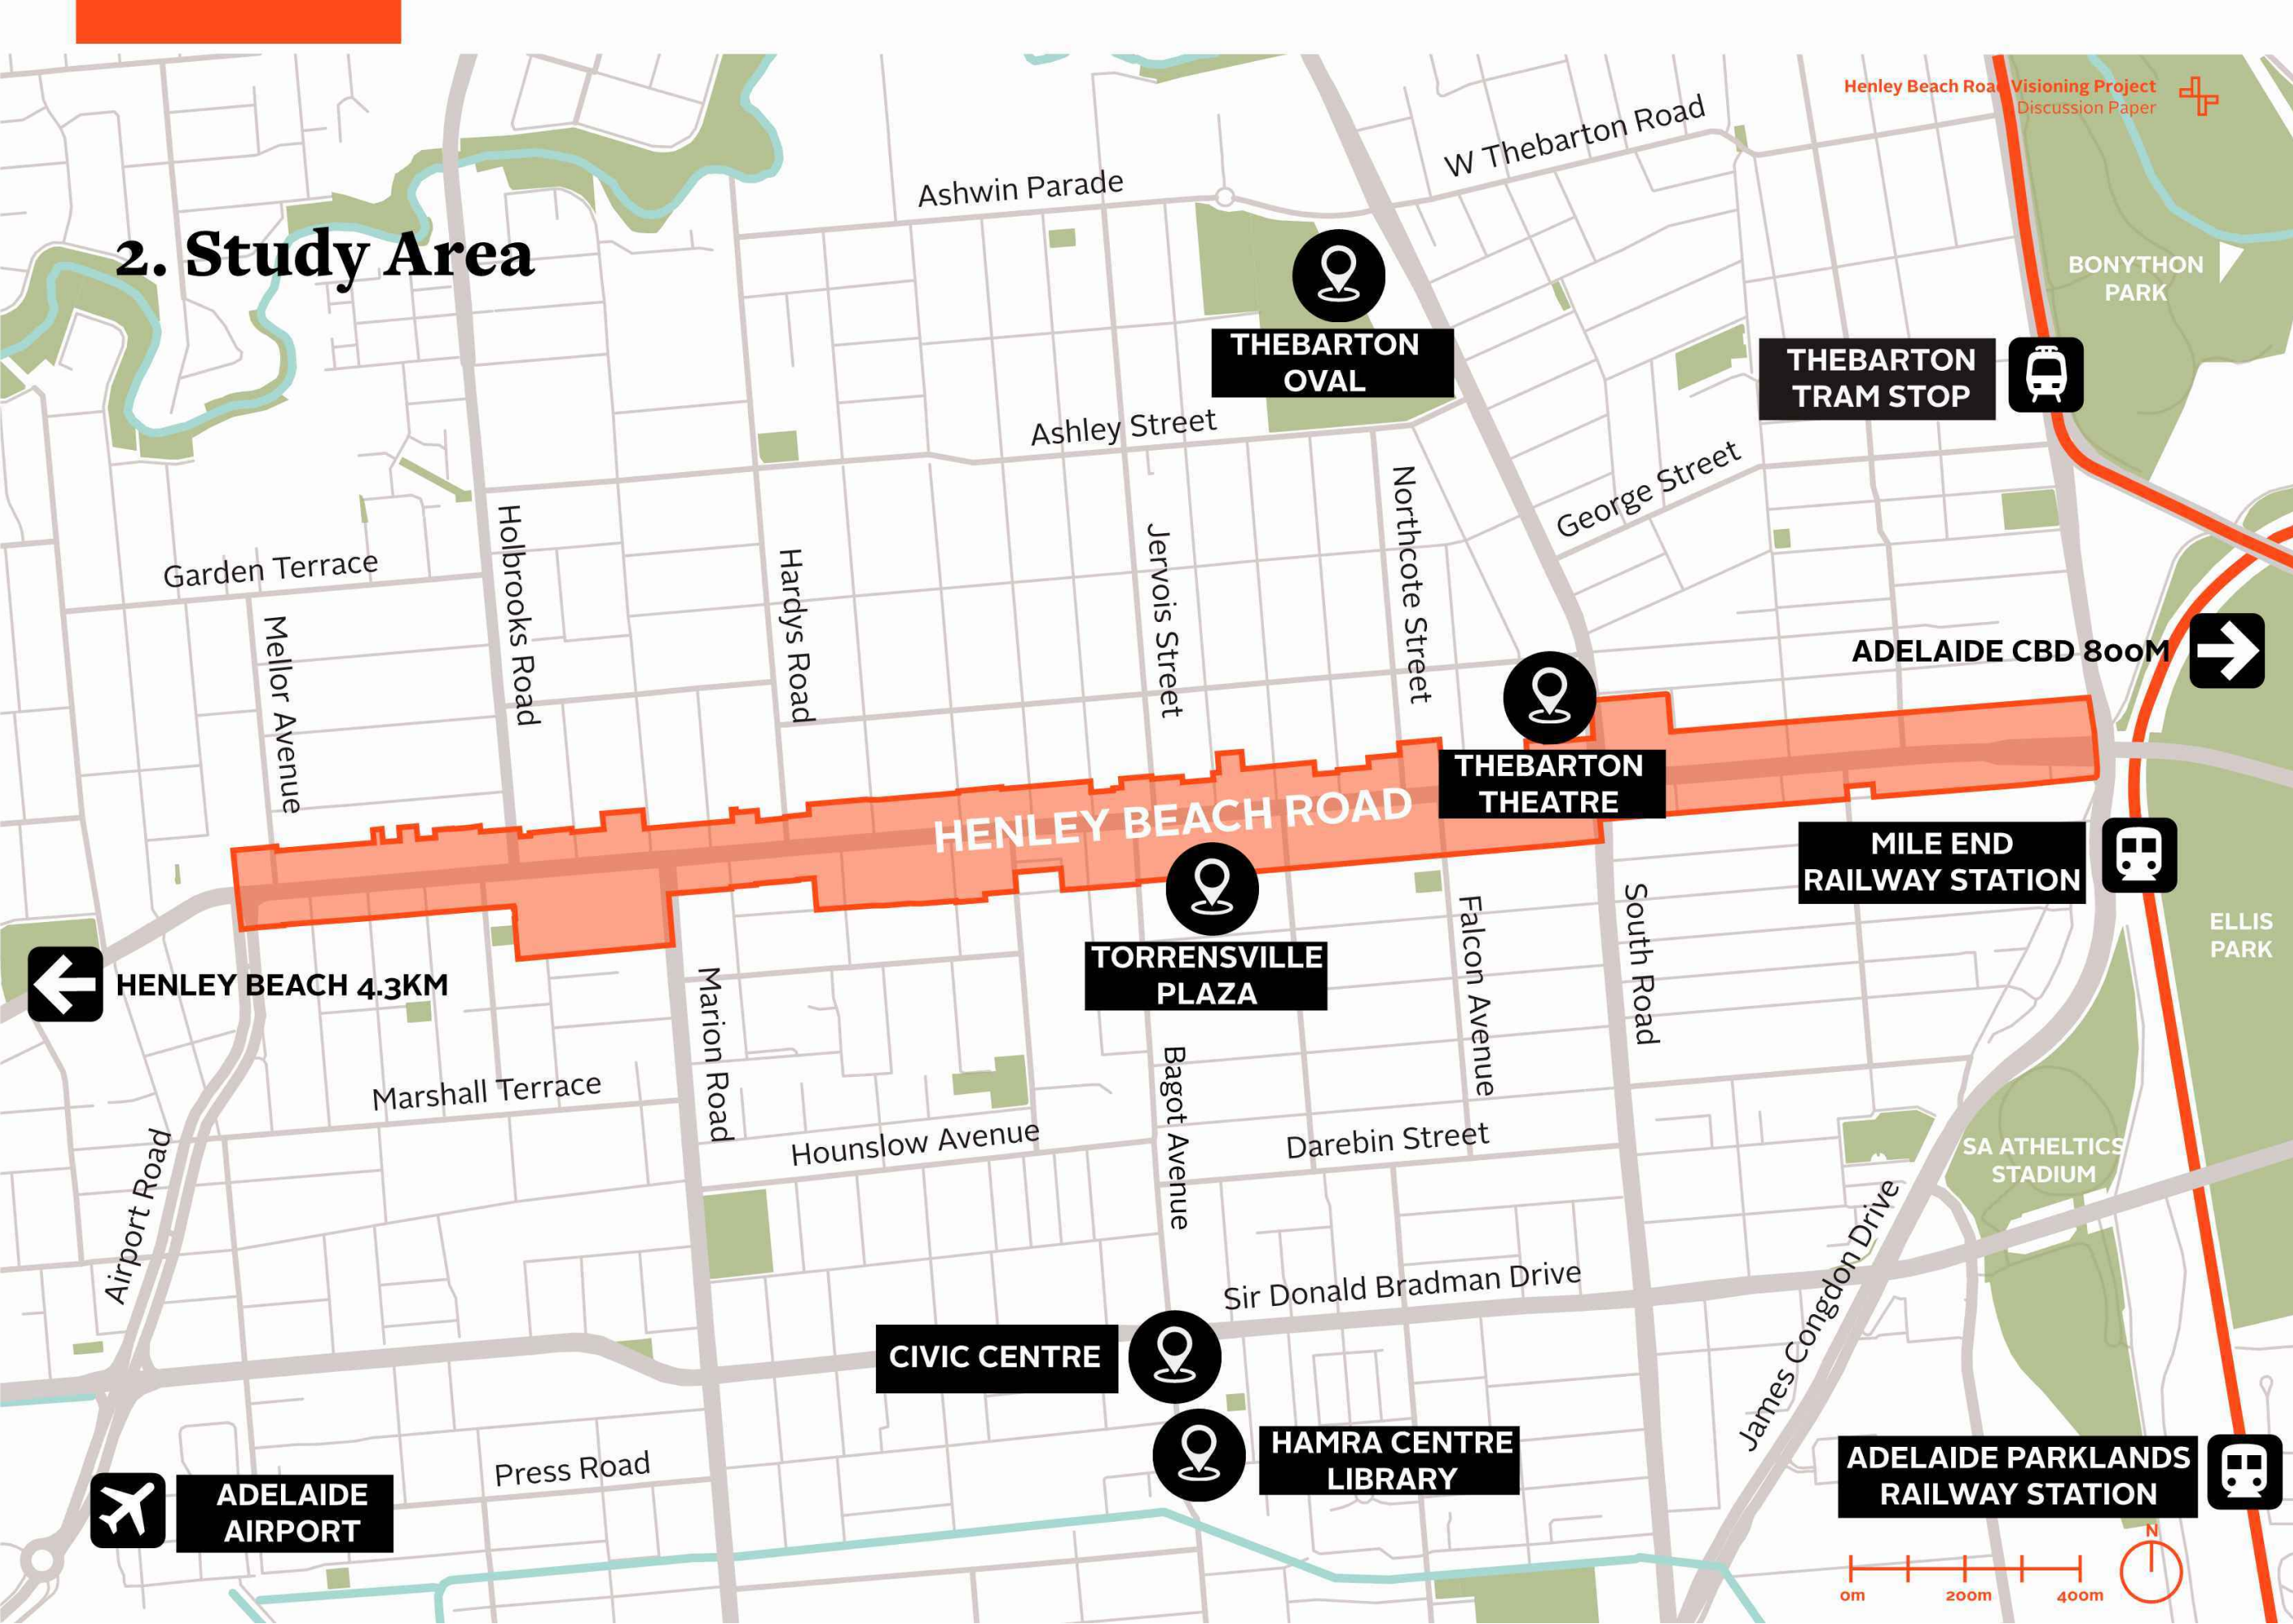 Henley Beach Road Visioning Project
Discussion Paper
2. Study Area
W Thebarton Road
Ashwin Parade
BONYTHON
PARK
THEBARTON
OVAL
THEBARTON
TRAM STOP
Ashley Street
George Street
Northcote Street
Holbrooks Road
Jervois Street
Hardys Road
Garden Terrace
Mellor Avenue
ADELAIDE CBD 800M
THEBARTON
THEATRE
HENLEY BEACH ROAD
MILE END
RAILWAY STATION
ELLIS
PARK
South Road
Falcon Avenue
TORRENSVILLE
PLAZA
HENLEY BEACH 4.3KM
Marion Road
Bagot Avenue
Marshall Terrace
Hounslow Avenue
Darebin Street
SA ATHELTICS
STADIUM
Airport Road
James Congdon Drive
Sir Donald Bradman Drive
CIVIC CENTRE
HAMRA CENTRE
LIBRARY
Press Road
ADELAIDE
AIRPORT
ADELAIDE PARKLANDS
RAILWAY STATION
N
0m 200m 400m